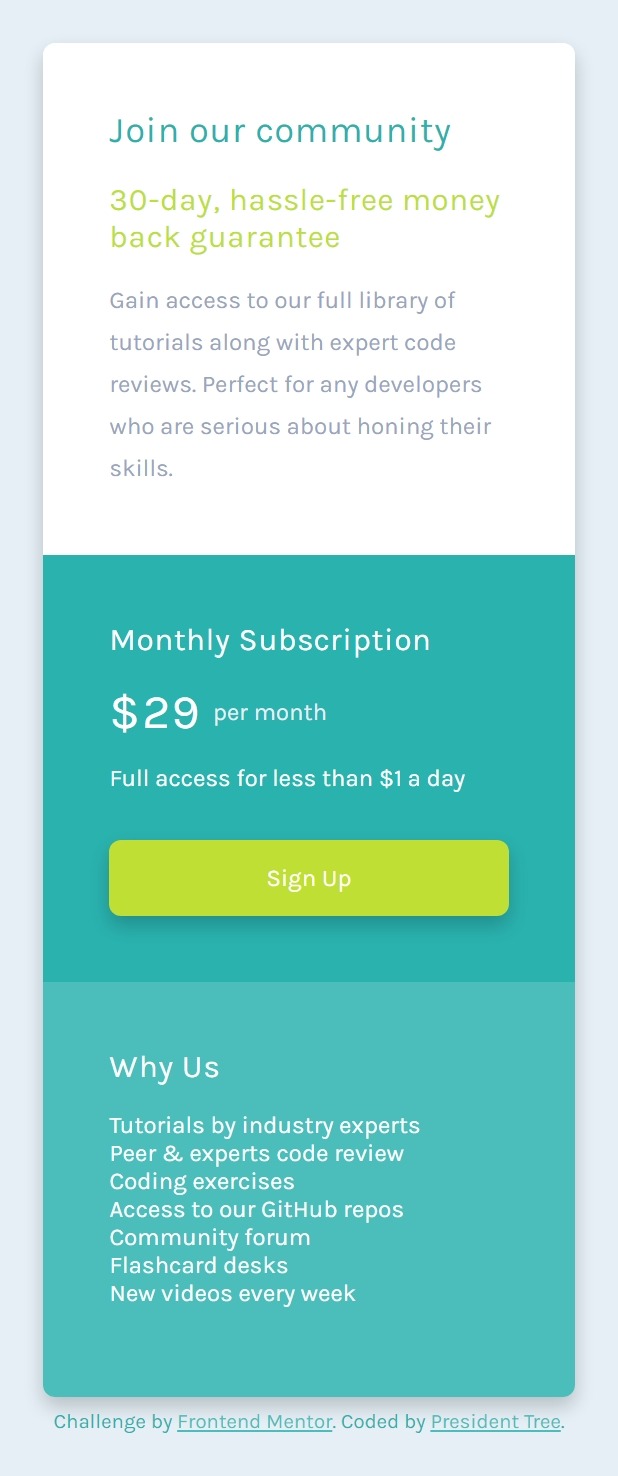 Join our community
30-day, hassle-free money
back guarantee
Gain access to our full library of
tutorials along with expert code
reviews. Perfect for any developers
who are serious about honing their
skills.
Monthly Subscription
$29 per month
Full access for less than $1 a day
Sign Up
Why Us
Tutorials by industry experts
Peer & experts code review
Coding exercises
Access to our GitHub repos
Community forum
Flashcard desks
New videos every week
Challenge by Frontend Mentor. Coded by President Tree.